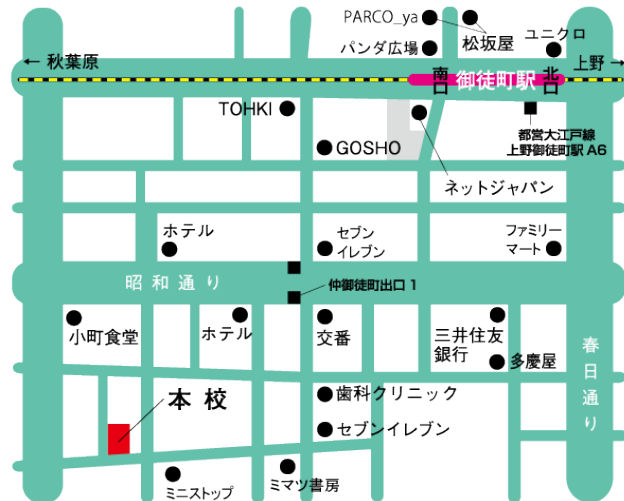 PARCO_ya
松坂屋
ユニクロ
パンダ広場
← 秋葉原
上野 →
南口
御徒町駅
北口
TOHKI
都営大江戸線
上野御徒町駅 A6
GOSHO
ネットジャパン
ホテル
セブン
イレブン
ファミリー
マート
昭和通り
仲御徒町出口 1
小町食堂
ホテル
交番
三井住友
銀行
多慶屋
春日通り
本 校
歯科クリニック
セブンイレブン
ミニストップ
ミマツ書房